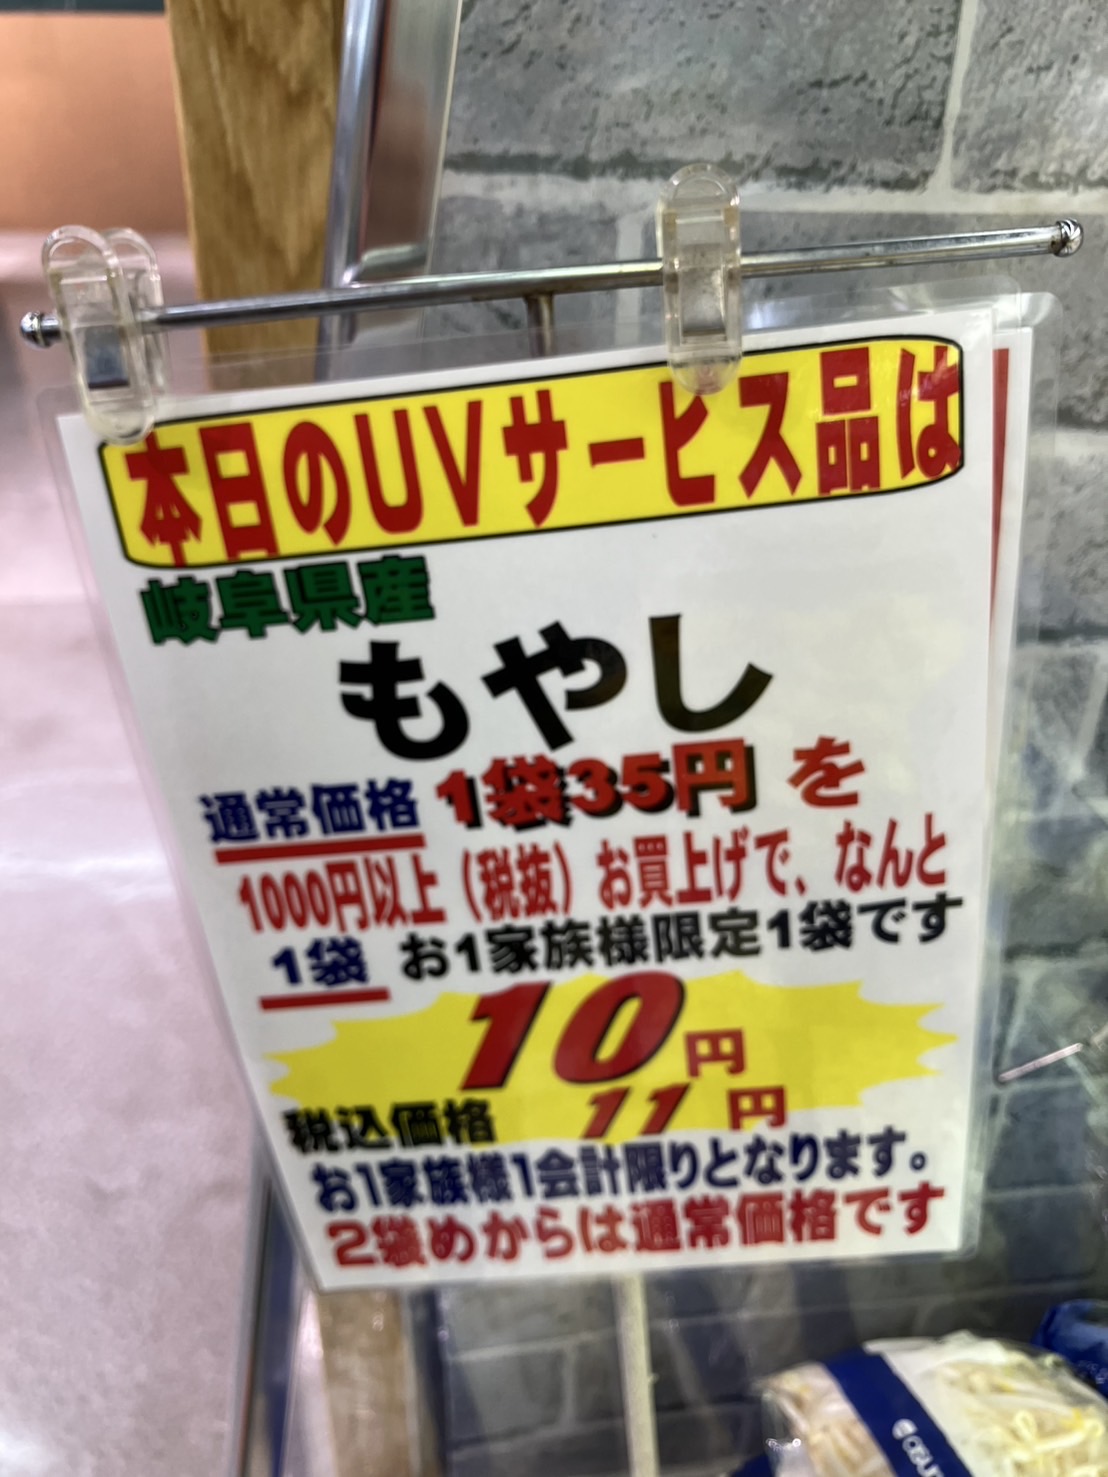 本日のUVサービス品は
岐阜県産
もやし
通常価格 1袋35円 を
1000円以上（税抜）お買上げで、なんと
1袋 お1家族様限定1袋です
10円
税込価格 11円
お1家族様1会計限りとなります。
2袋めからは通常価格です